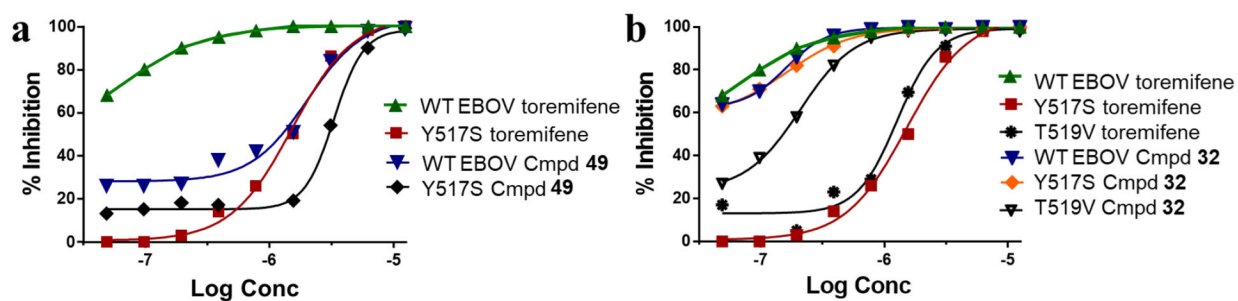 a
% Inhibition
100
80
60
40
20
0
-7
-6
-5
Log Conc
WT EBOV toremifene
Y517S toremifene
WT EBOV Cmpd 49
Y517S Cmpd 49
b
% Inhibition
100
80
60
40
20
0
-7
-6
-5
Log Conc
WT EBOV toremifene
Y517S toremifene
T519V toremifene
WT EBOV Cmpd 32
Y517S Cmpd 32
T519V Cmpd 32